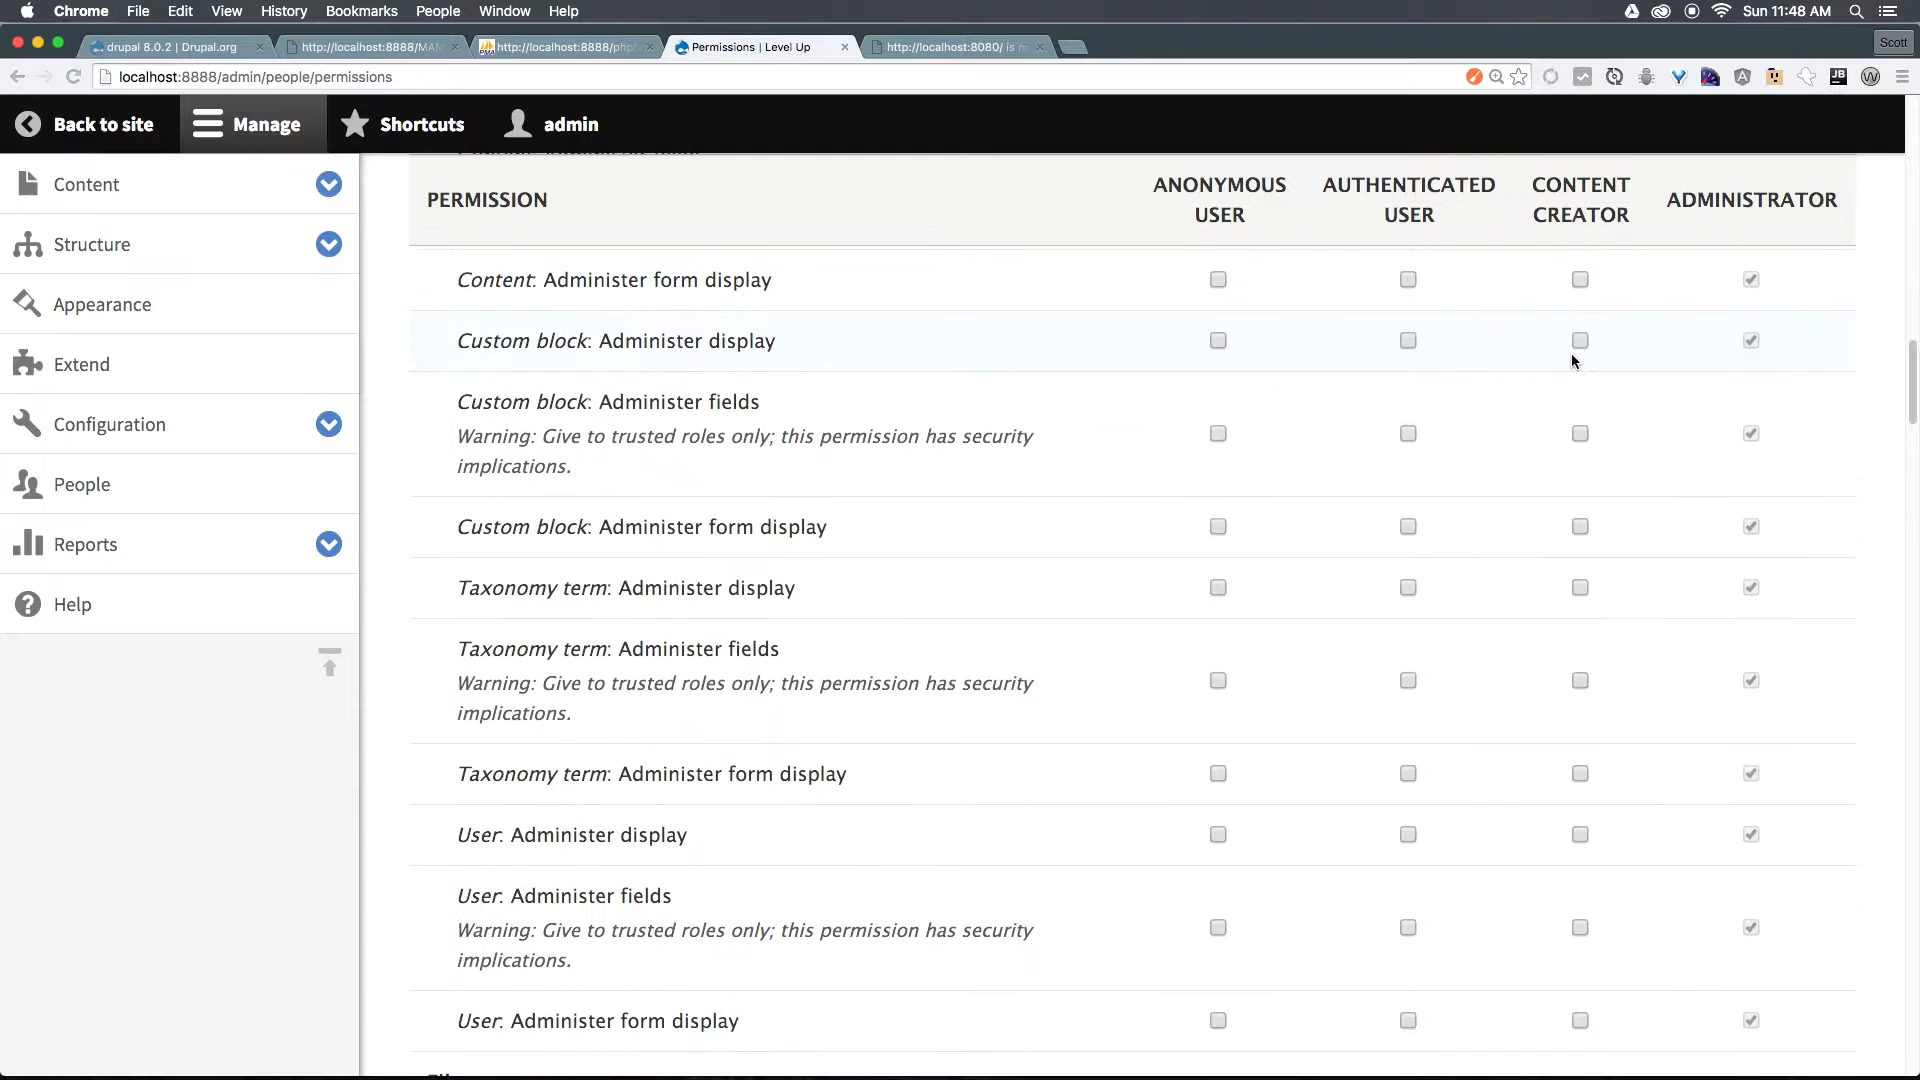 Chrome File Edit View History Bookmarks People Window Help Sun 11:48 AM
drupal 8.0.2 | Drupal.org http://localhost:8888/MAM http://localhost:8888/php Permissions | Level Up http://localhost:8080/ is n Scott
localhost:8888/admin/people/permissions
Back to site Manage Shortcuts admin
Content
Structure
Appearance
Extend
Configuration
People
Reports
Help
PERMISSION
ANONYMOUS
USER
AUTHENTICATED
USER
CONTENT
CREATOR
ADMINISTRATOR
Content: Administer form display
Custom block: Administer display
Custom block: Administer fields
Warning: Give to trusted roles only; this permission has security
implications.
Custom block: Administer form display
Taxonomy term: Administer display
Taxonomy term: Administer fields
Warning: Give to trusted roles only; this permission has security
implications.
Taxonomy term: Administer form display
User: Administer display
User: Administer fields
Warning: Give to trusted roles only; this permission has security
implications.
User: Administer form display